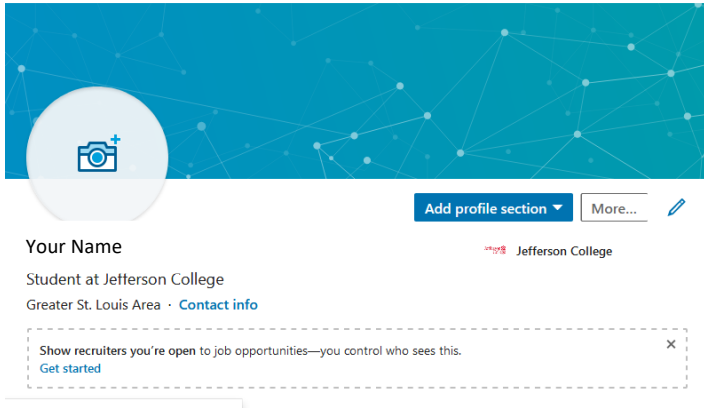 Add profile section
More...
Your Name
Jefferson College
Student at Jefferson College
Greater St. Louis Area · Contact info
Show recruiters you're open to job opportunities—you control who sees this.
Get started